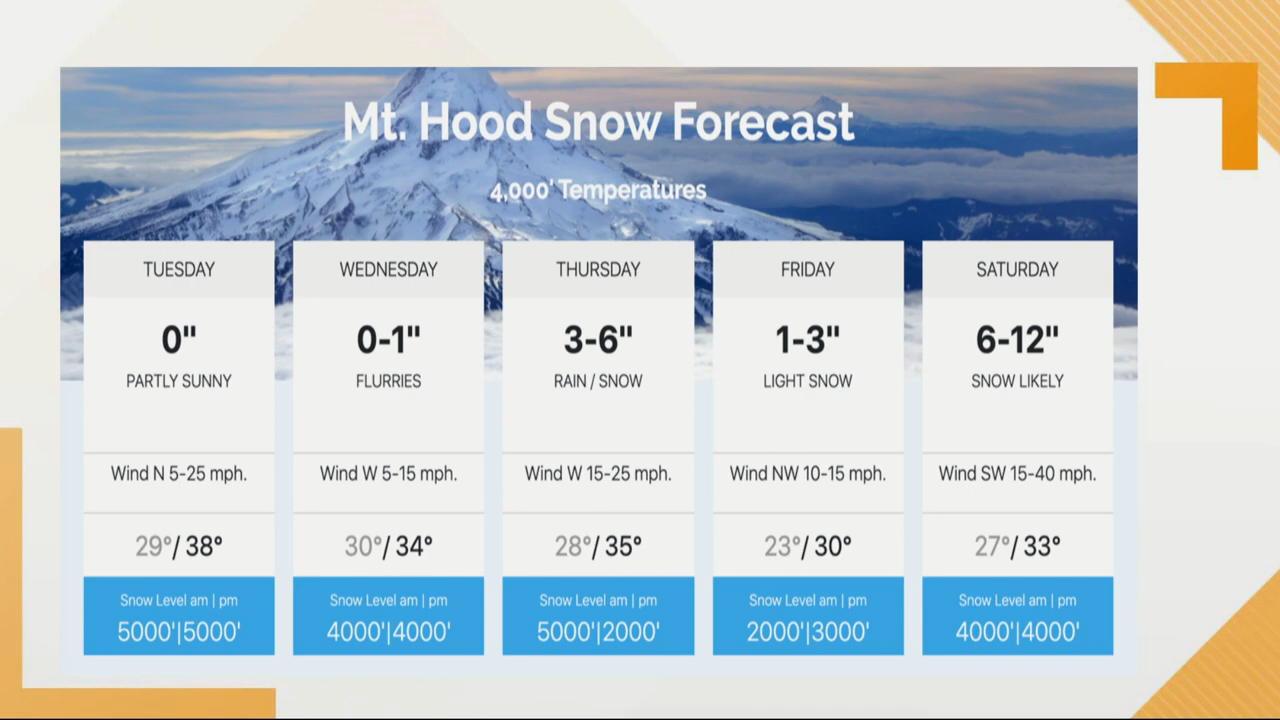 Mt. Hood Snow Forecast
4,000' Temperatures
TUESDAY
0"
PARTLY SUNNY
Wind N 5-25 mph.
29°/ 38°
Snow Level am | pm
5000'|5000'
WEDNESDAY
0-1"
FLURRIES
Wind W 5-15 mph.
30°/ 34°
Snow Level am | pm
4000'|4000'
THURSDAY
3-6"
RAIN / SNOW
Wind W 15-25 mph.
28°/ 35°
Snow Level am | pm
5000'|2000'
FRIDAY
1-3"
LIGHT SNOW
Wind NW 10-15 mph.
23°/ 30°
Snow Level am | pm
2000'|3000'
SATURDAY
6-12"
SNOW LIKELY
Wind SW 15-40 mph.
27°/ 33°
Snow Level am | pm
4000'|4000'